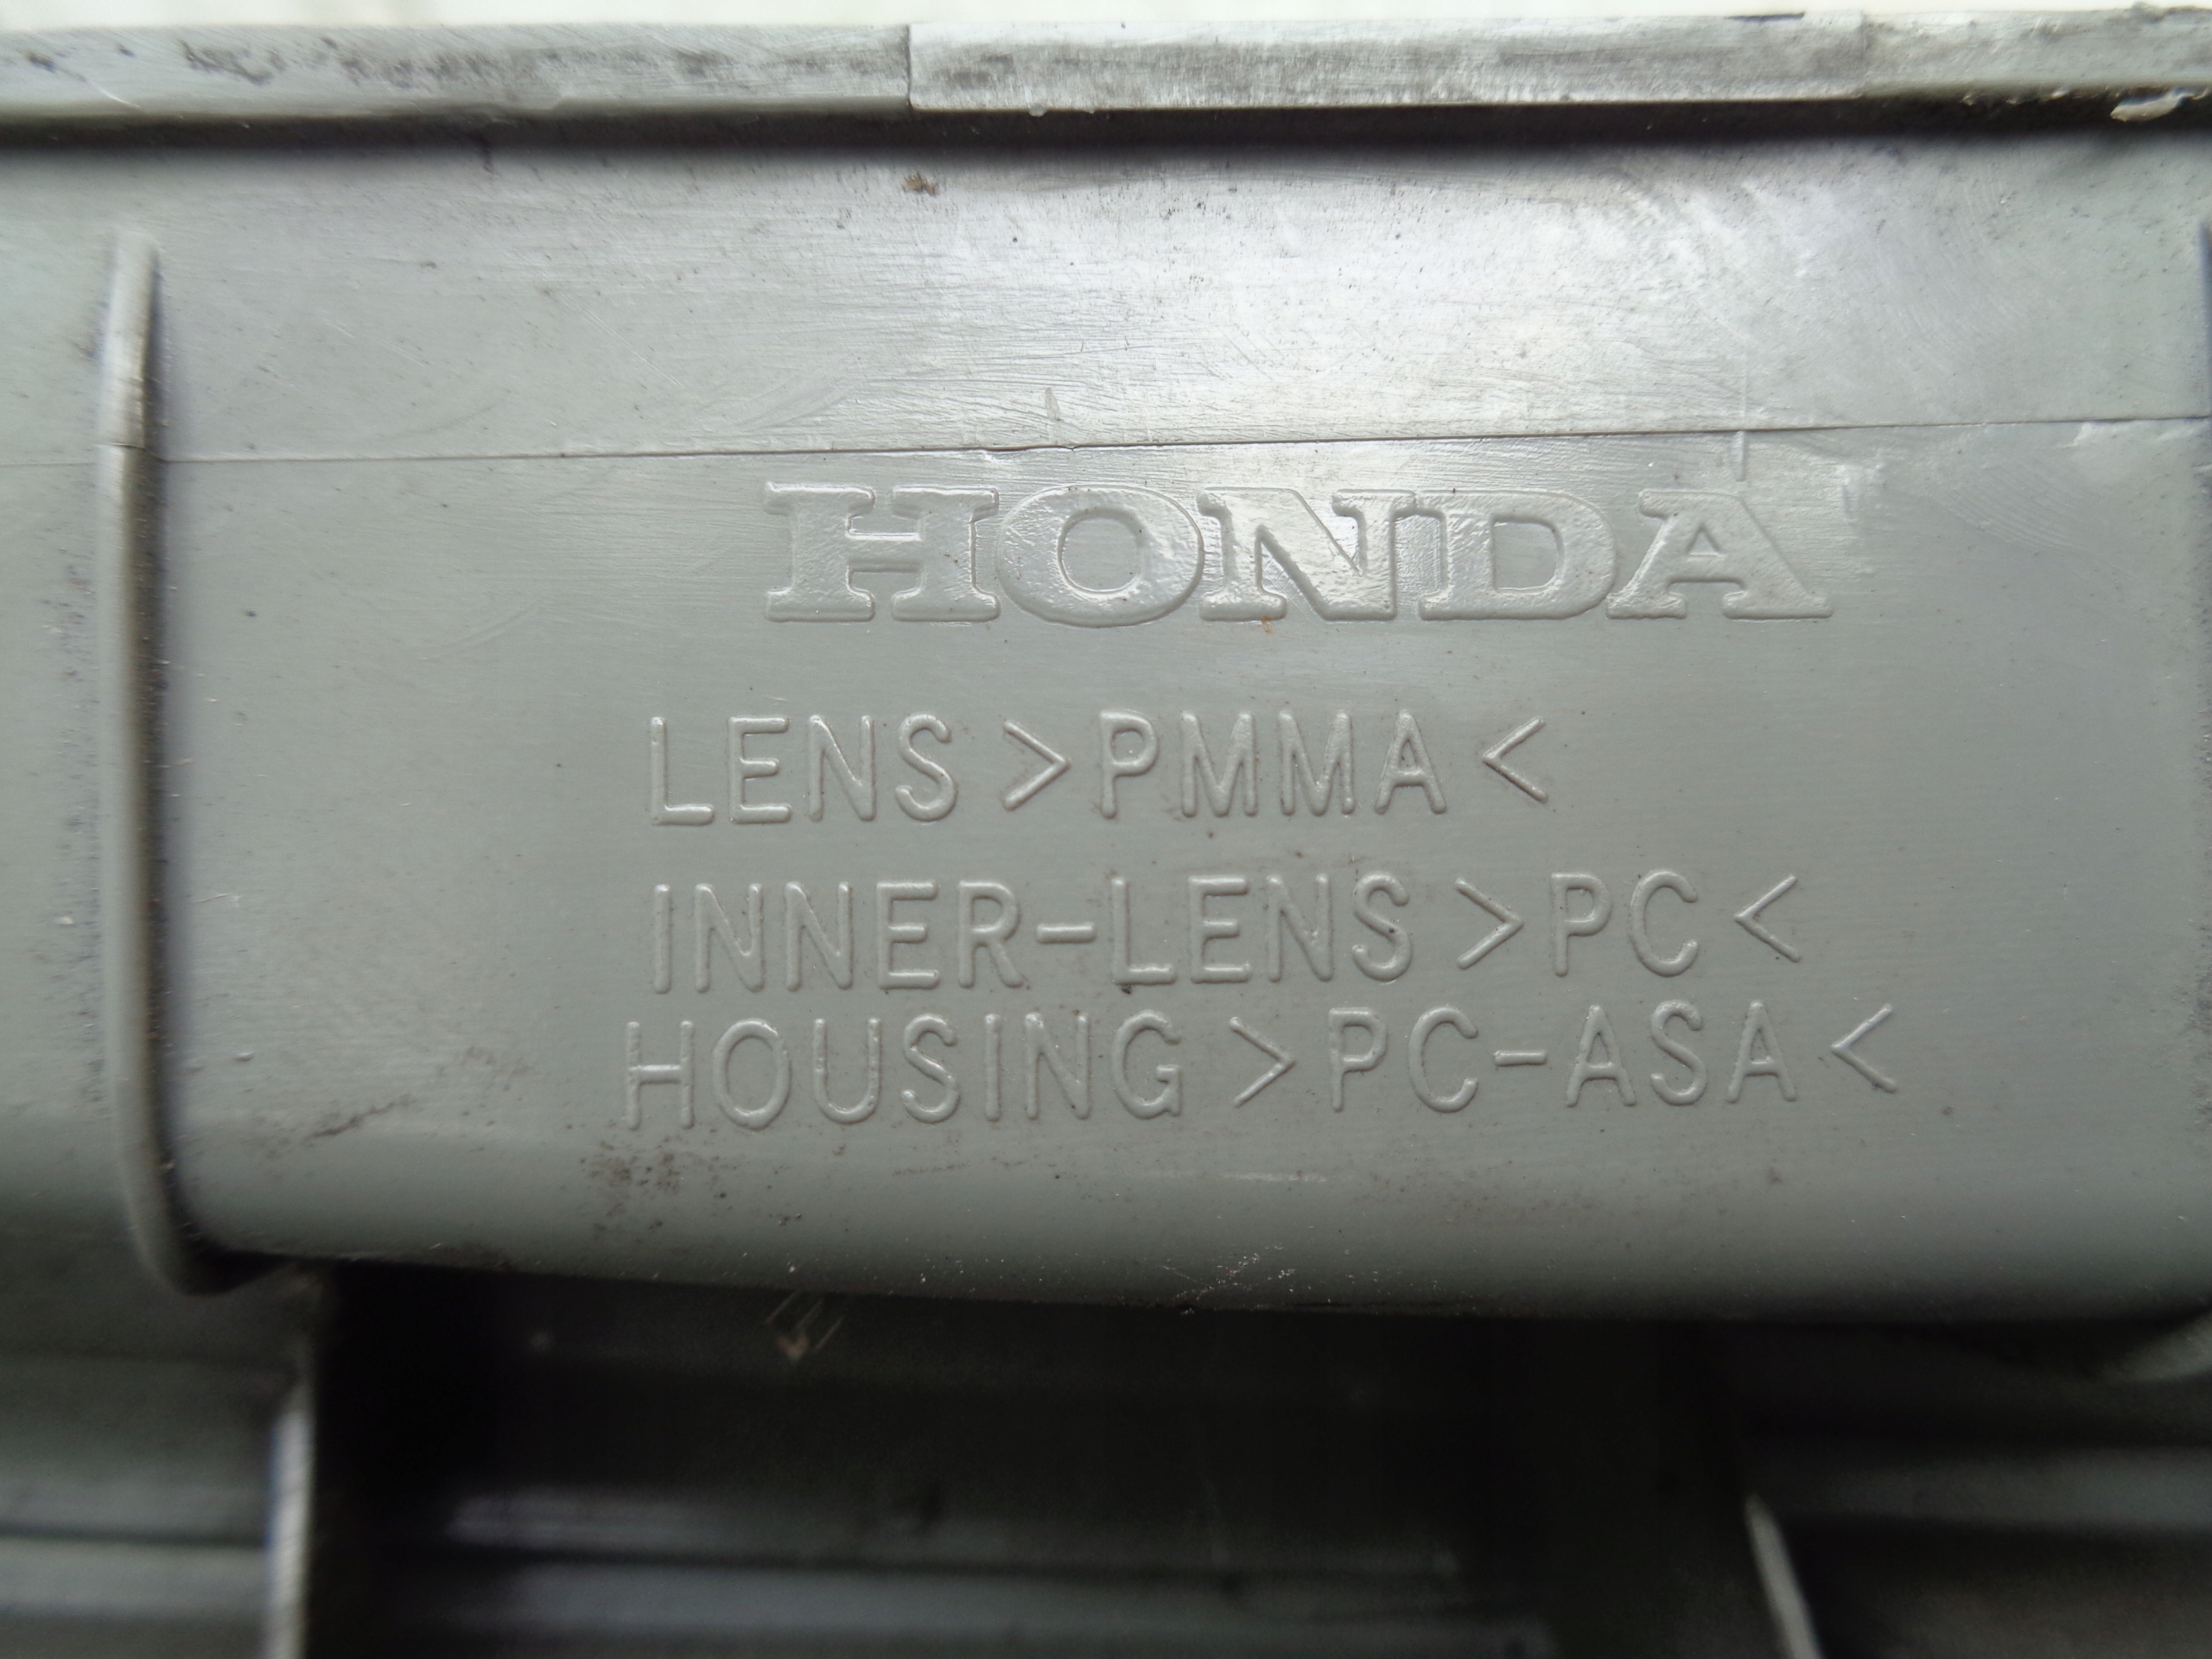 HONDA
LENS >PMMA<
INNER-LENS >PC<
HOUSING >PC-ASA<